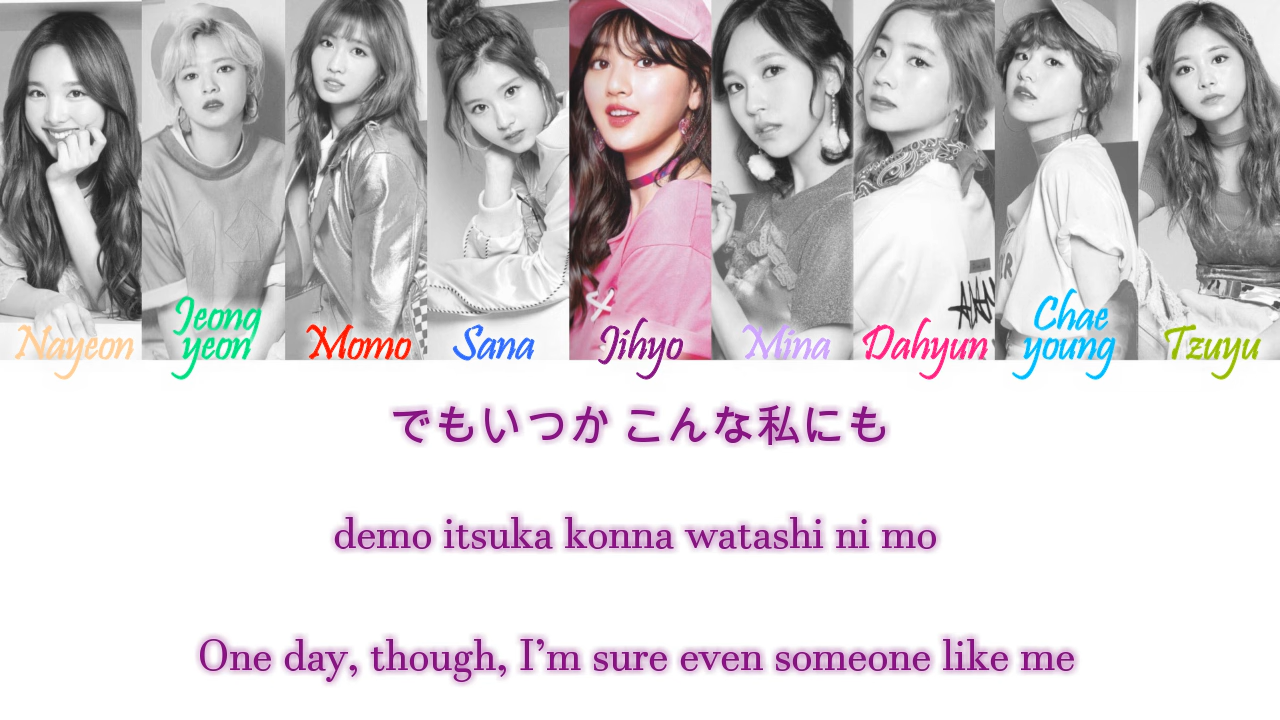 Nayeon
Jeong
yeon
Momo
Sana
Jihyo
Mina
Dahyun
Chae
young
Tzuyu
でもいつか こんな私にも
demo itsuka konna watashi ni mo
One day, though, I’m sure even someone like me